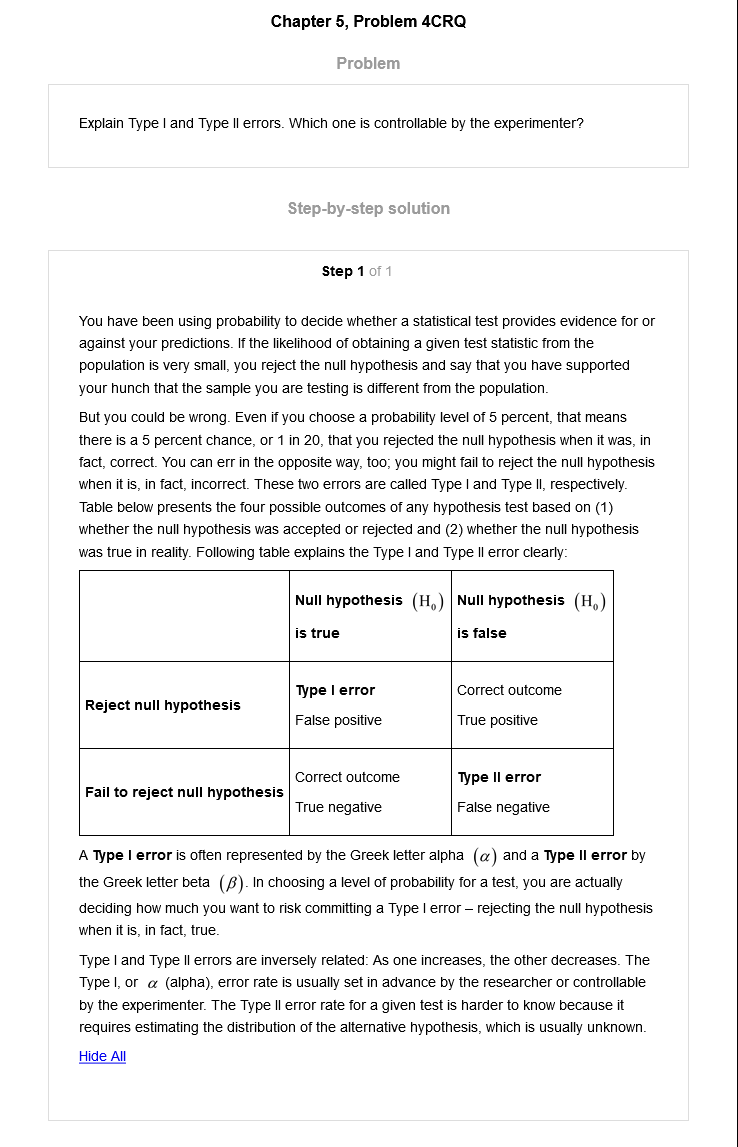 Chapter 5, Problem 4CRQ
Problem
Explain Type I and Type II errors. Which one is controllable by the experimenter?
Step-by-step solution
Step 1 of 1
You have been using probability to decide whether a statistical test provides evidence for or
against your predictions. If the likelihood of obtaining a given test statistic from the
population is very small, you reject the null hypothesis and say that you have supported
your hunch that the sample you are testing is different from the population.
But you could be wrong. Even if you choose a probability level of 5 percent, that means
there is a 5 percent chance, or 1 in 20, that you rejected the null hypothesis when it was, in
fact, correct. You can err in the opposite way, too; you might fail to reject the null hypothesis
when it is, in fact, incorrect. These two errors are called Type I and Type II, respectively.
Table below presents the four possible outcomes of any hypothesis test based on (1)
whether the null hypothesis was accepted or rejected and (2) whether the null hypothesis
was true in reality. Following table explains the Type I and Type II error clearly:
Null hypothesis (H₀)
is true
Null hypothesis (H₀)
is false
Reject null hypothesis
Type I error
False positive
Correct outcome
True positive
Fail to reject null hypothesis
Correct outcome
True negative
Type II error
False negative
A Type I error is often represented by the Greek letter alpha (α) and a Type II error by
the Greek letter beta (β). In choosing a level of probability for a test, you are actually
deciding how much you want to risk committing a Type I error – rejecting the null hypothesis
when it is, in fact, true.
Type I and Type II errors are inversely related: As one increases, the other decreases. The
Type I, or α (alpha), error rate is usually set in advance by the researcher or controllable
by the experimenter. The Type II error rate for a given test is harder to know because it
requires estimating the distribution of the alternative hypothesis, which is usually unknown.
Hide All